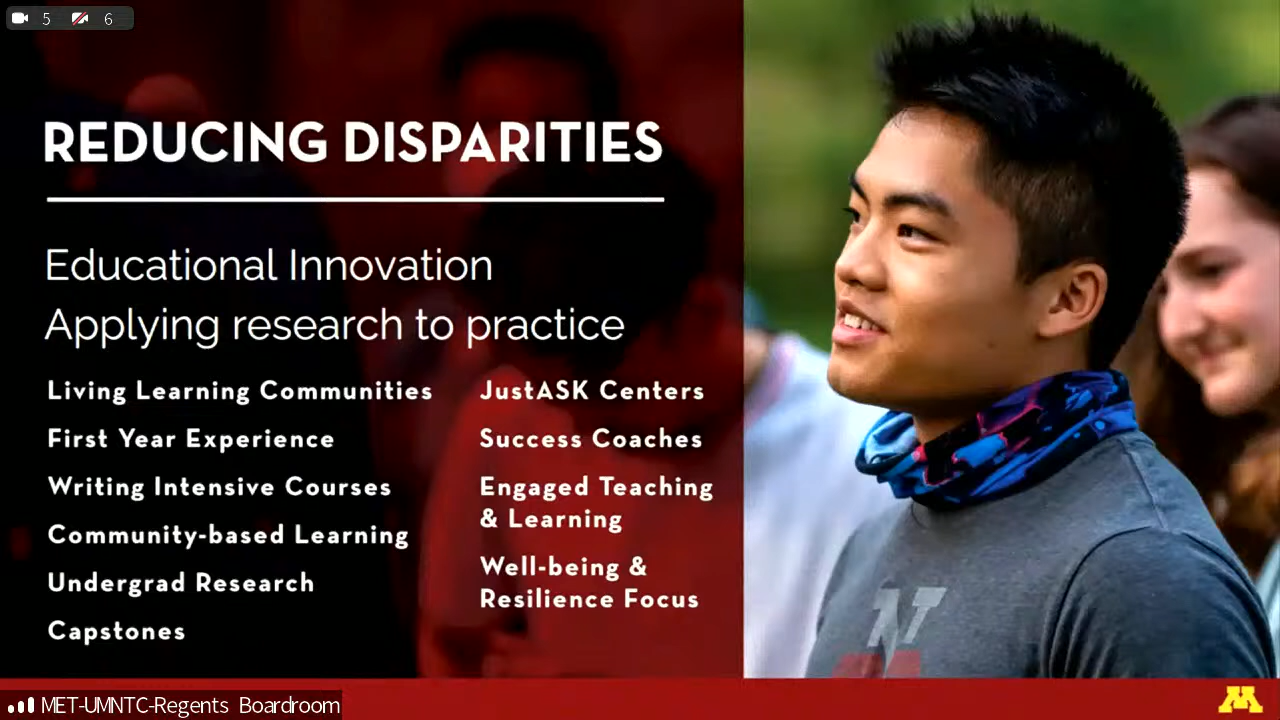 5 6
REDUCING DISPARITIES
Educational Innovation
Applying research to practice
Living Learning Communities
First Year Experience
Writing Intensive Courses
Community-based Learning
Undergrad Research
Capstones
JustASK Centers
Success Coaches
Engaged Teaching
& Learning
Well-being &
Resilience Focus
N
M
MET-UMNTC-Regents Boardroom